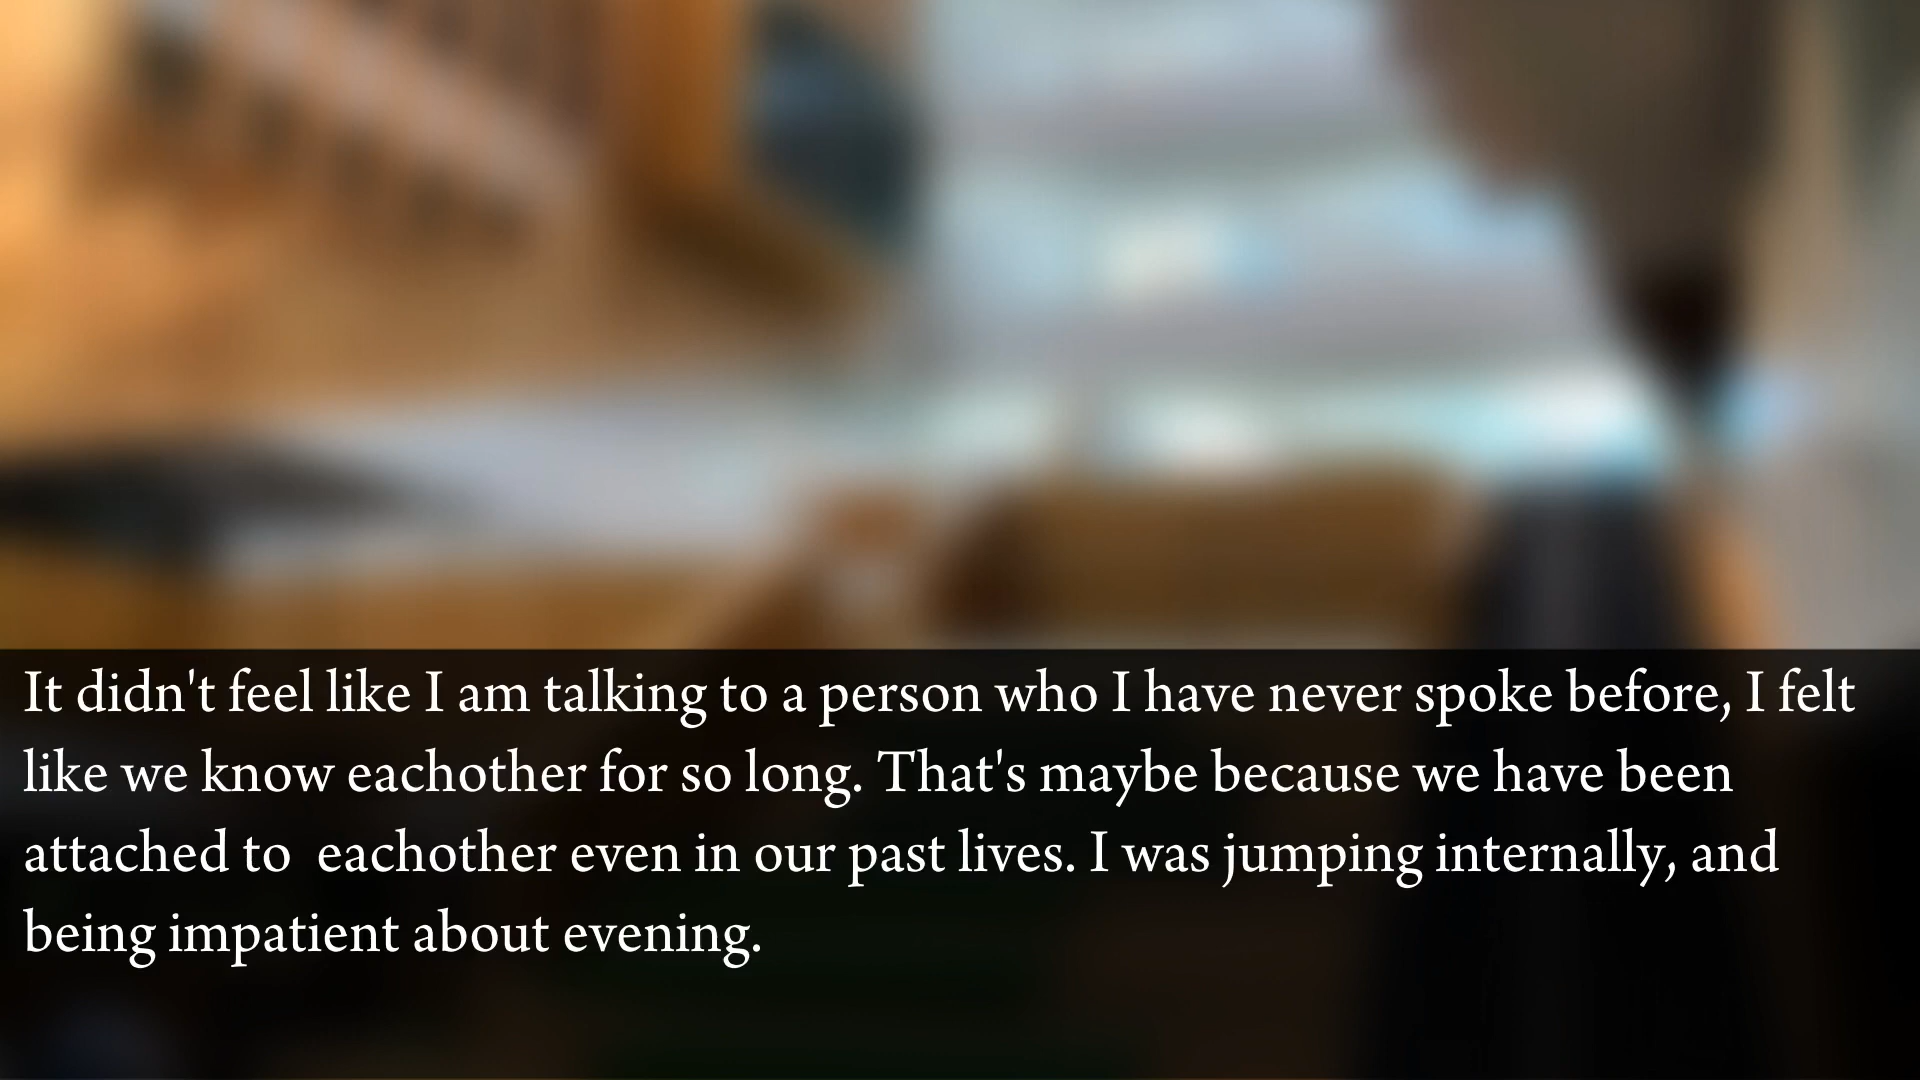 It didn't feel like I am talking to a person who I have never spoke before, I felt
like we know eachother for so long. That's maybe because we have been
attached to  eachother even in our past lives. I was jumping internally, and
being impatient about evening.